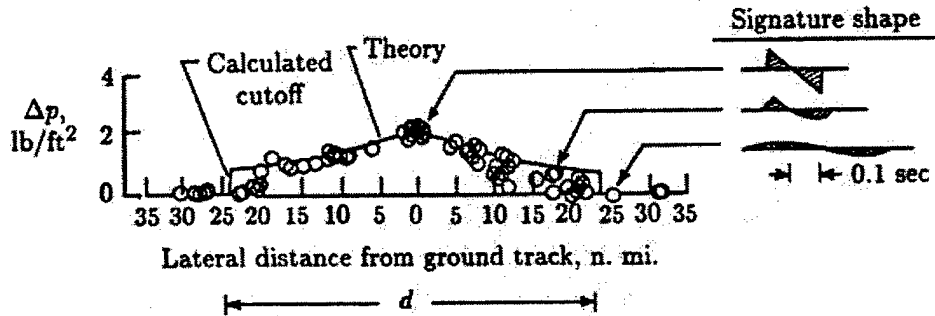 Signature shape
Theory
Calculated
cutoff
4
Δp,
lb/ft²
2
0
0.1 sec
35 30 25 20 15 10 5 0 5 10 15 20 25 30 35
Lateral distance from ground track, n. mi.
d